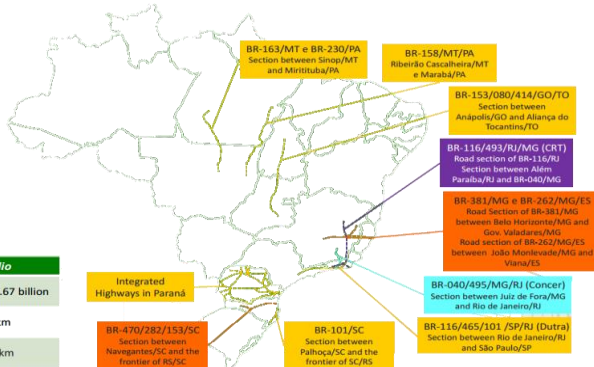 BR-163/MT e BR-230/PA
Section between Sinop/MT
and Miritituba/PA
BR-158/MT/PA
Ribeirão Cascalheira/MT
e Marabá/PA
BR-153/080/414/GO/TO
Section between
Anápolis/GO and Aliança do
Tocantins/TO
BR-116/493/RJ/MG (CRT)
Road section of BR-116/RJ
Section between Além
Paraíba/RJ and BR-040/MG
BR-381/MG e BR-262/MG/ES
Road Section of BR-381/MG
between Belo Horizonte/MG and
Gov. Valadares/MG
Road section of BR-262/MG/ES
between João Monlevade/MG and
Viana/ES
BR-040/495/MG/RJ (Concer)
Section between Juiz de Fora/MG
and Rio de Janeiro/RJ
BR-116/465/101 /SP/RJ (Dutra)
Section between Rio de Janeiro/RJ
and São Paulo/SP
Integrated
Highways in Paraná
BR-470/282/153/SC
Section between
Navegantes/SC and the
frontier of RS/SC
BR-101/SC
Section between
Palhoça/SC and the
frontier of SC/RS
.67 billion
km
km